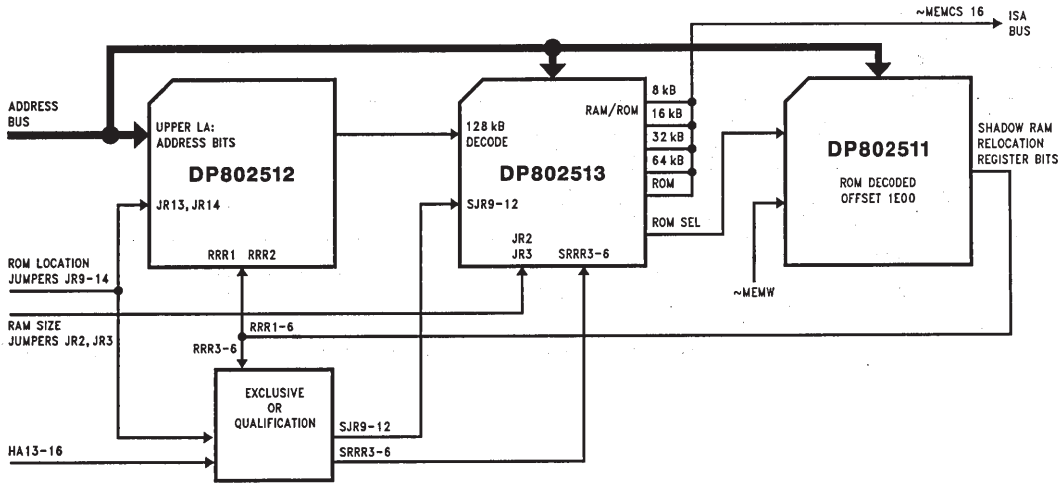 ~MEMCS 16
ISA
BUS
ADDRESS
BUS
UPPER LA:
ADDRESS BITS
DP802512
JR13, JR14
RRR1 RRR2
128 kB
DECODE
RAM/ROM
8 kB
16 kB
32 kB
64 kB
ROM
DP802513
SJR9-12
ROM SEL
JR2
JR3
SRRR3-6
DP802511
ROM DECODED
OFFSET 1E00
SHADOW RAM
RELOCATION
REGISTER BITS
~MEMW
ROM LOCATION
JUMPERS JR9-14
RAM SIZE
JUMPERS JR2, JR3
RRR1-6
RRR3-6
EXCLUSIVE
OR
QUALIFICATION
SJR9-12
SRRR3-6
HA13-16